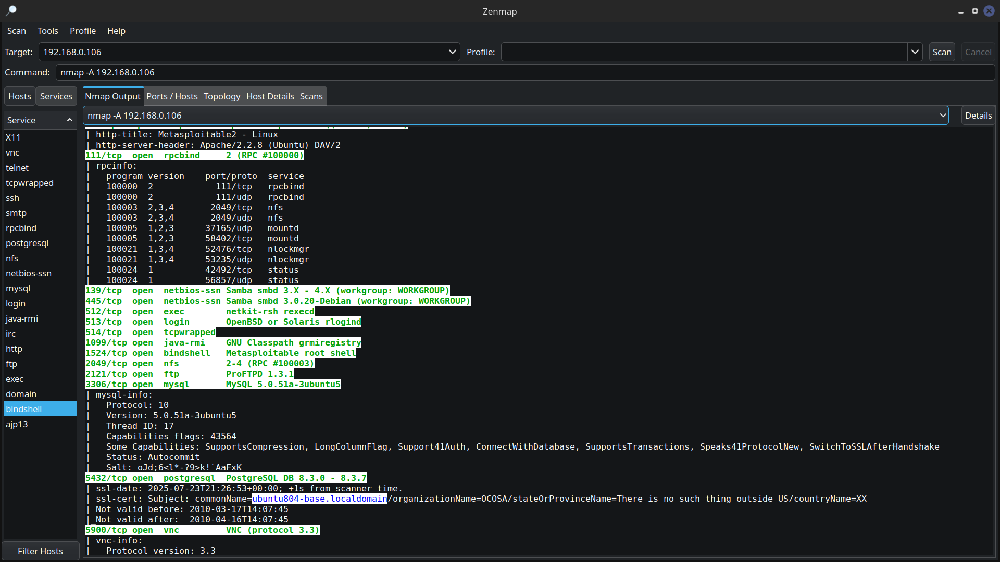 Zenmap
Scan Tools Profile Help
Target: 192.168.0.106 Profile: Scan Cancel
Command: nmap -A 192.168.0.106
Hosts Services
Service
X11
vnc
telnet
tcpwrapped
ssh
smtp
rpcbind
postgresql
nfs
netbios-ssn
mysql
login
java-rmi
irc
http
ftp
exec
domain
bindshell
ajp13
Filter Hosts
Nmap Output Ports / Hosts Topology Host Details Scans
nmap -A 192.168.0.106 Details
|_http-title: Metasploitable2 - Linux
|_http-server-header: Apache/2.2.8 (Ubuntu) DAV/2
111/tcp  open  rpcbind     2 (RPC #100000)
| rpcinfo:
|   program version    port/proto  service
|   100000  2            111/tcp   rpcbind
|   100000  2            111/udp   rpcbind
|   100003  2,3,4       2049/tcp   nfs
|   100003  2,3,4       2049/udp   nfs
|   100005  1,2,3      37165/udp   mountd
|   100005  1,2,3      58402/tcp   mountd
|   100021  1,3,4      52476/tcp   nlockmgr
|   100021  1,3,4      53235/udp   nlockmgr
|   100024  1          42492/tcp   status
|_  100024  1          56857/udp   status
139/tcp  open  netbios-ssn Samba smbd 3.X - 4.X (workgroup: WORKGROUP)
445/tcp  open  netbios-ssn Samba smbd 3.0.20-Debian (workgroup: WORKGROUP)
512/tcp  open  exec        netkit-rsh rexecd
513/tcp  open  login       OpenBSD or Solaris rlogind
514/tcp  open  tcpwrapped
1099/tcp open  java-rmi    GNU Classpath grmiregistry
1524/tcp open  bindshell   Metasploitable root shell
2049/tcp open  nfs         2-4 (RPC #100003)
2121/tcp open  ftp         ProFTPD 1.3.1
3306/tcp open  mysql       MySQL 5.0.51a-3ubuntu5
| mysql-info:
|   Protocol: 10
|   Version: 5.0.51a-3ubuntu5
|   Thread ID: 17
|   Capabilities flags: 43564
|   Some Capabilities: SupportsCompression, LongColumnFlag, Support41Auth, ConnectWithDatabase, SupportsTransactions, Speaks41ProtocolNew, SwitchToSSLAfterHandshake
|   Status: Autocommit
|_  Salt: oJd;6<l*-?9>k!`AaFxK
5432/tcp open  postgresql  PostgreSQL DB 8.3.0 - 8.3.7
|_ssl-date: 2025-07-23T21:26:53+00:00; +1s from scanner time.
| ssl-cert: Subject: commonName=ubuntu804-base.localdomain/organizationName=OCOSA/stateOrProvinceName=There is no such thing outside US/countryName=XX
| Not valid before: 2010-03-17T14:07:45
|_Not valid after:  2010-04-16T14:07:45
5900/tcp open  vnc         VNC (protocol 3.3)
| vnc-info:
|   Protocol version: 3.3